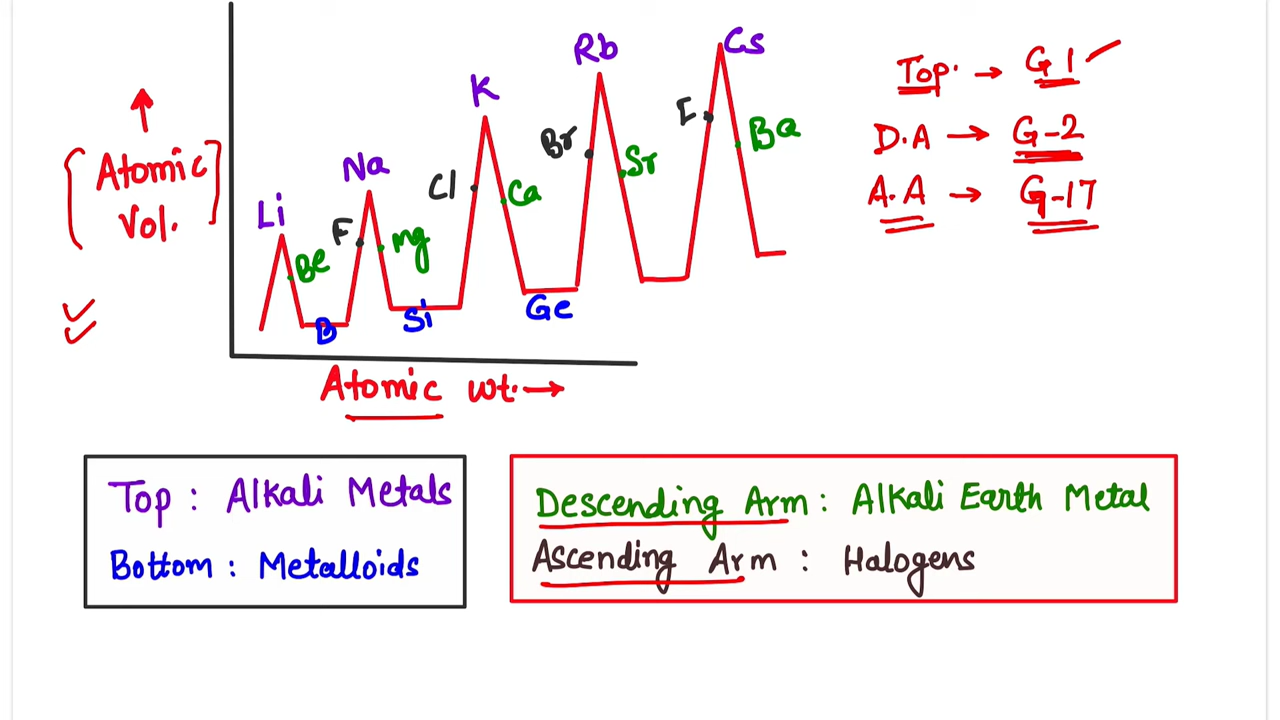 Cs
Rb
K
Na
Li
I
Br
Cl
F
Ba
Sr
Ca
Mg
Be
B
Si
Ge
(Atomic
Vol.
Atomic wt. →
Top. → G1
D.A → G-2
A.A → G-17
Top : Alkali Metals
Bottom : Metalloids
Descending Arm : Alkali Earth Metal
Ascending Arm : Halogens